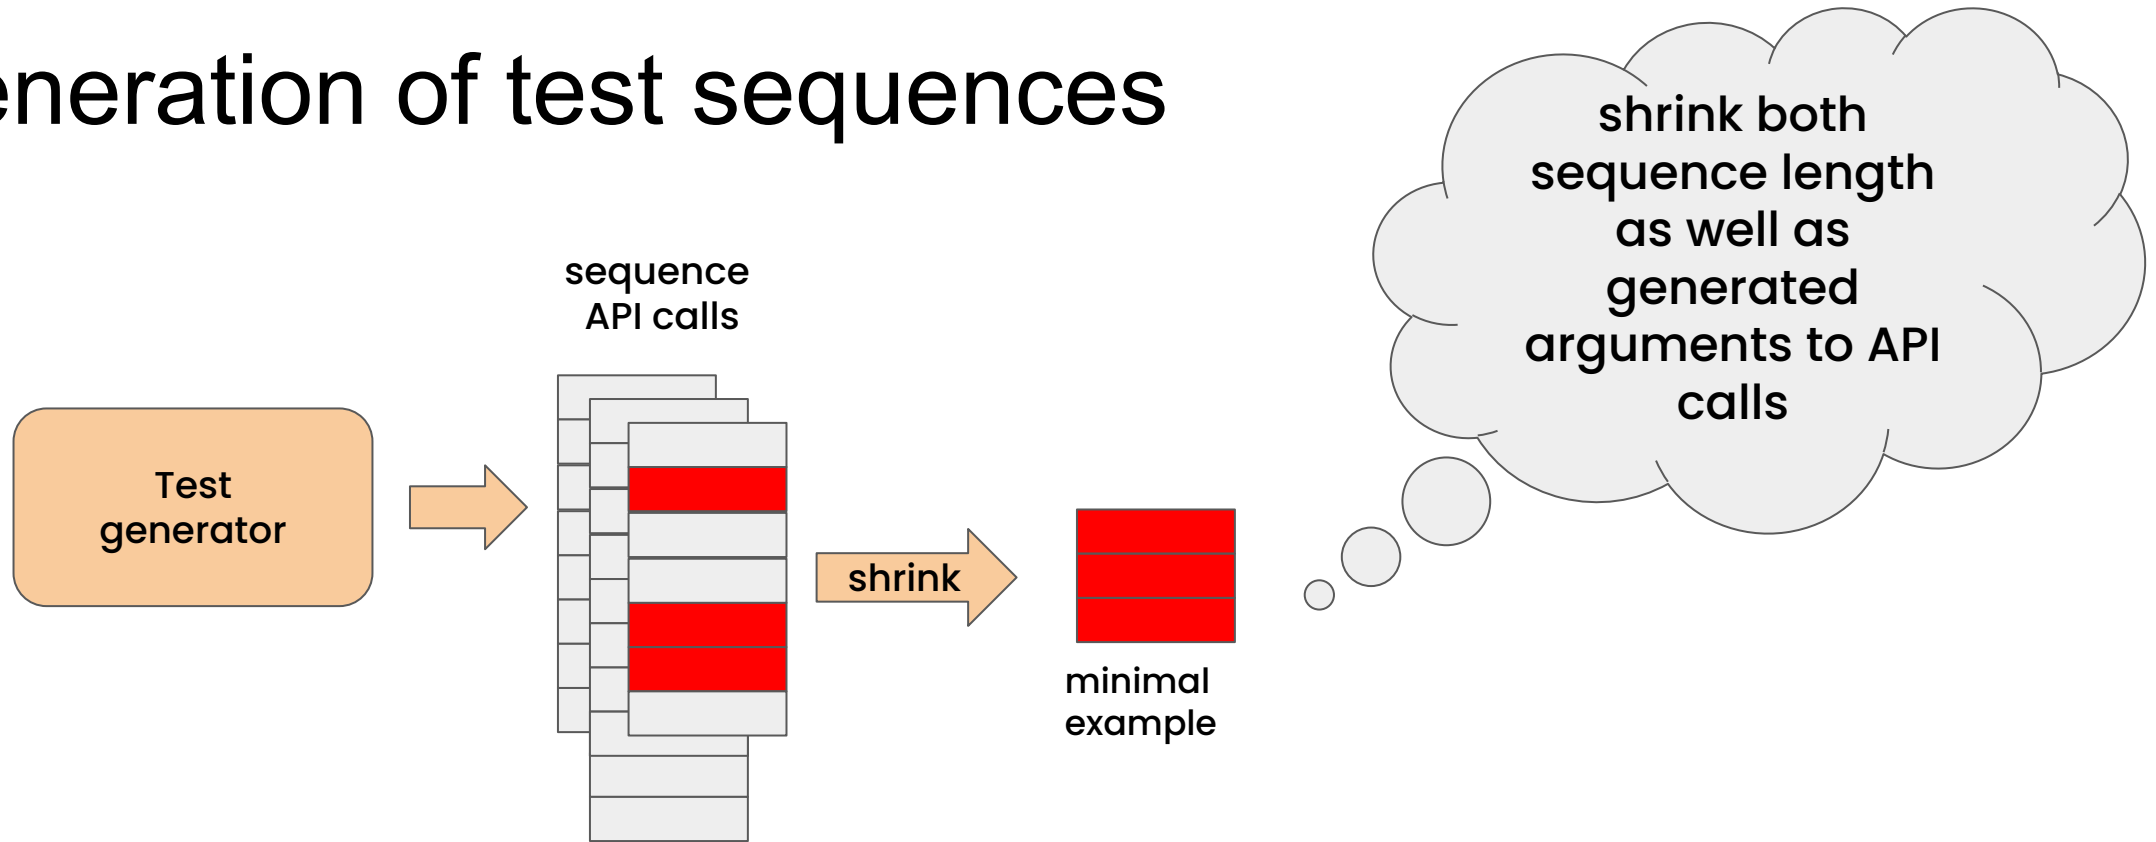 eneration of test sequences
shrink both
sequence length
as well as
generated
arguments to API
calls
sequence
API calls
Test
generator
shrink
minimal
example